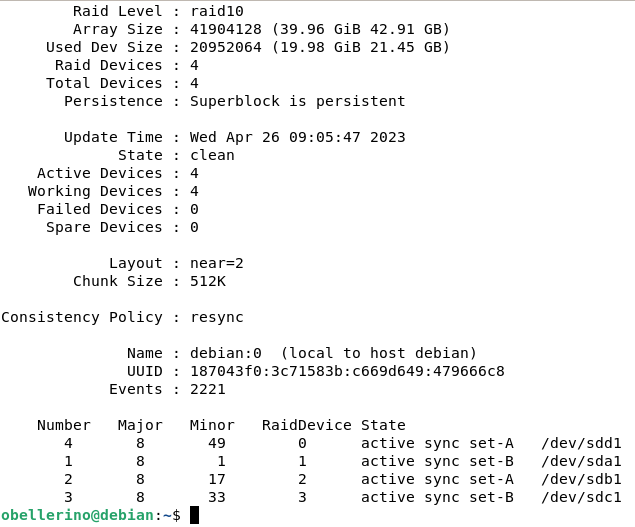 Raid Level : raid10
Array Size : 41904128 (39.96 GiB 42.91 GB)
Used Dev Size : 20952064 (19.98 GiB 21.45 GB)
Raid Devices : 4
Total Devices : 4
Persistence : Superblock is persistent
Update Time : Wed Apr 26 09:05:47 2023
State : clean
Active Devices : 4
Working Devices : 4
Failed Devices : 0
Spare Devices : 0
Layout : near=2
Chunk Size : 512K
Consistency Policy : resync
Name : debian:0  (local to host debian)
UUID : 187043f0:3c71583b:c669d649:479666c8
Events : 2221
Number   Major   Minor   RaidDevice State
4       8       49        0      active sync set-A   /dev/sdd1
1       8        1        1      active sync set-B   /dev/sda1
2       8       17        2      active sync set-A   /dev/sdb1
3       8       33        3      active sync set-B   /dev/sdc1
obellerino@debian:~$